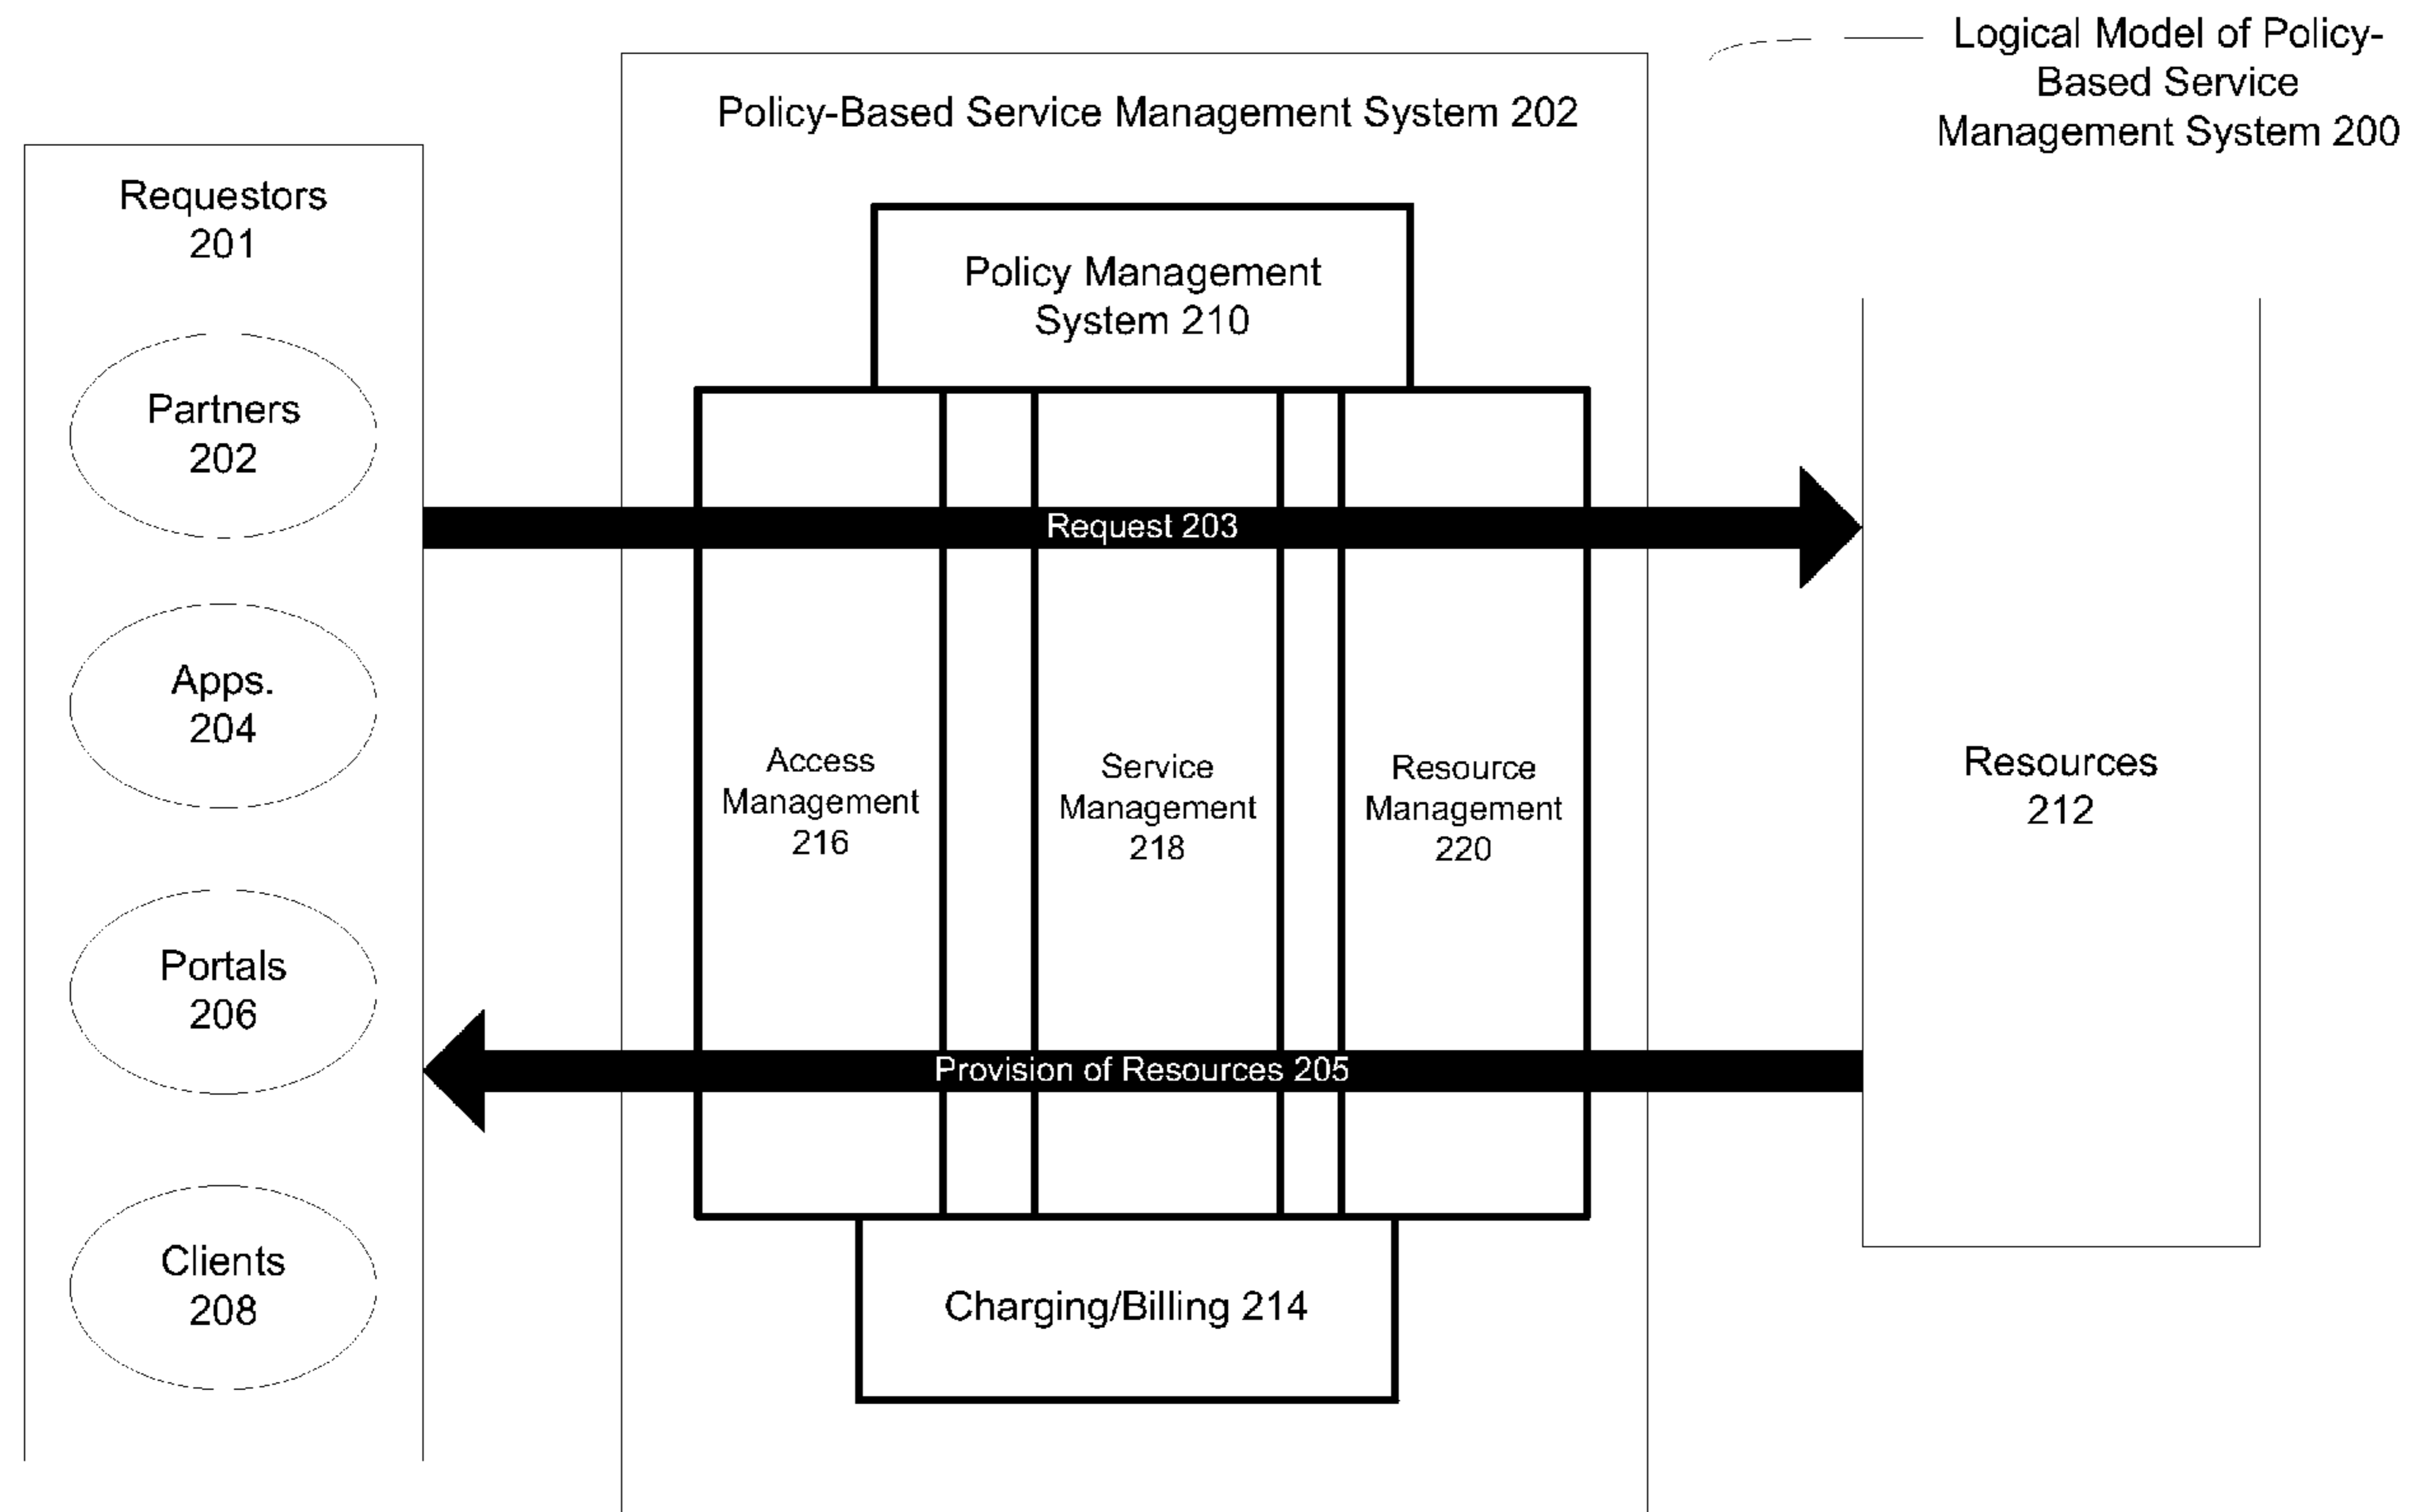 Logical Model of Policy-
Based Service
Management System 200
Policy-Based Service Management System 202
Requestors
201
Partners
202
Apps.
204
Portals
206
Clients
208
Policy Management
System 210
Request 203
Access
Management
216
Service
Management
218
Resource
Management
220
Provision of Resources 205
Charging/Billing 214
Resources
212